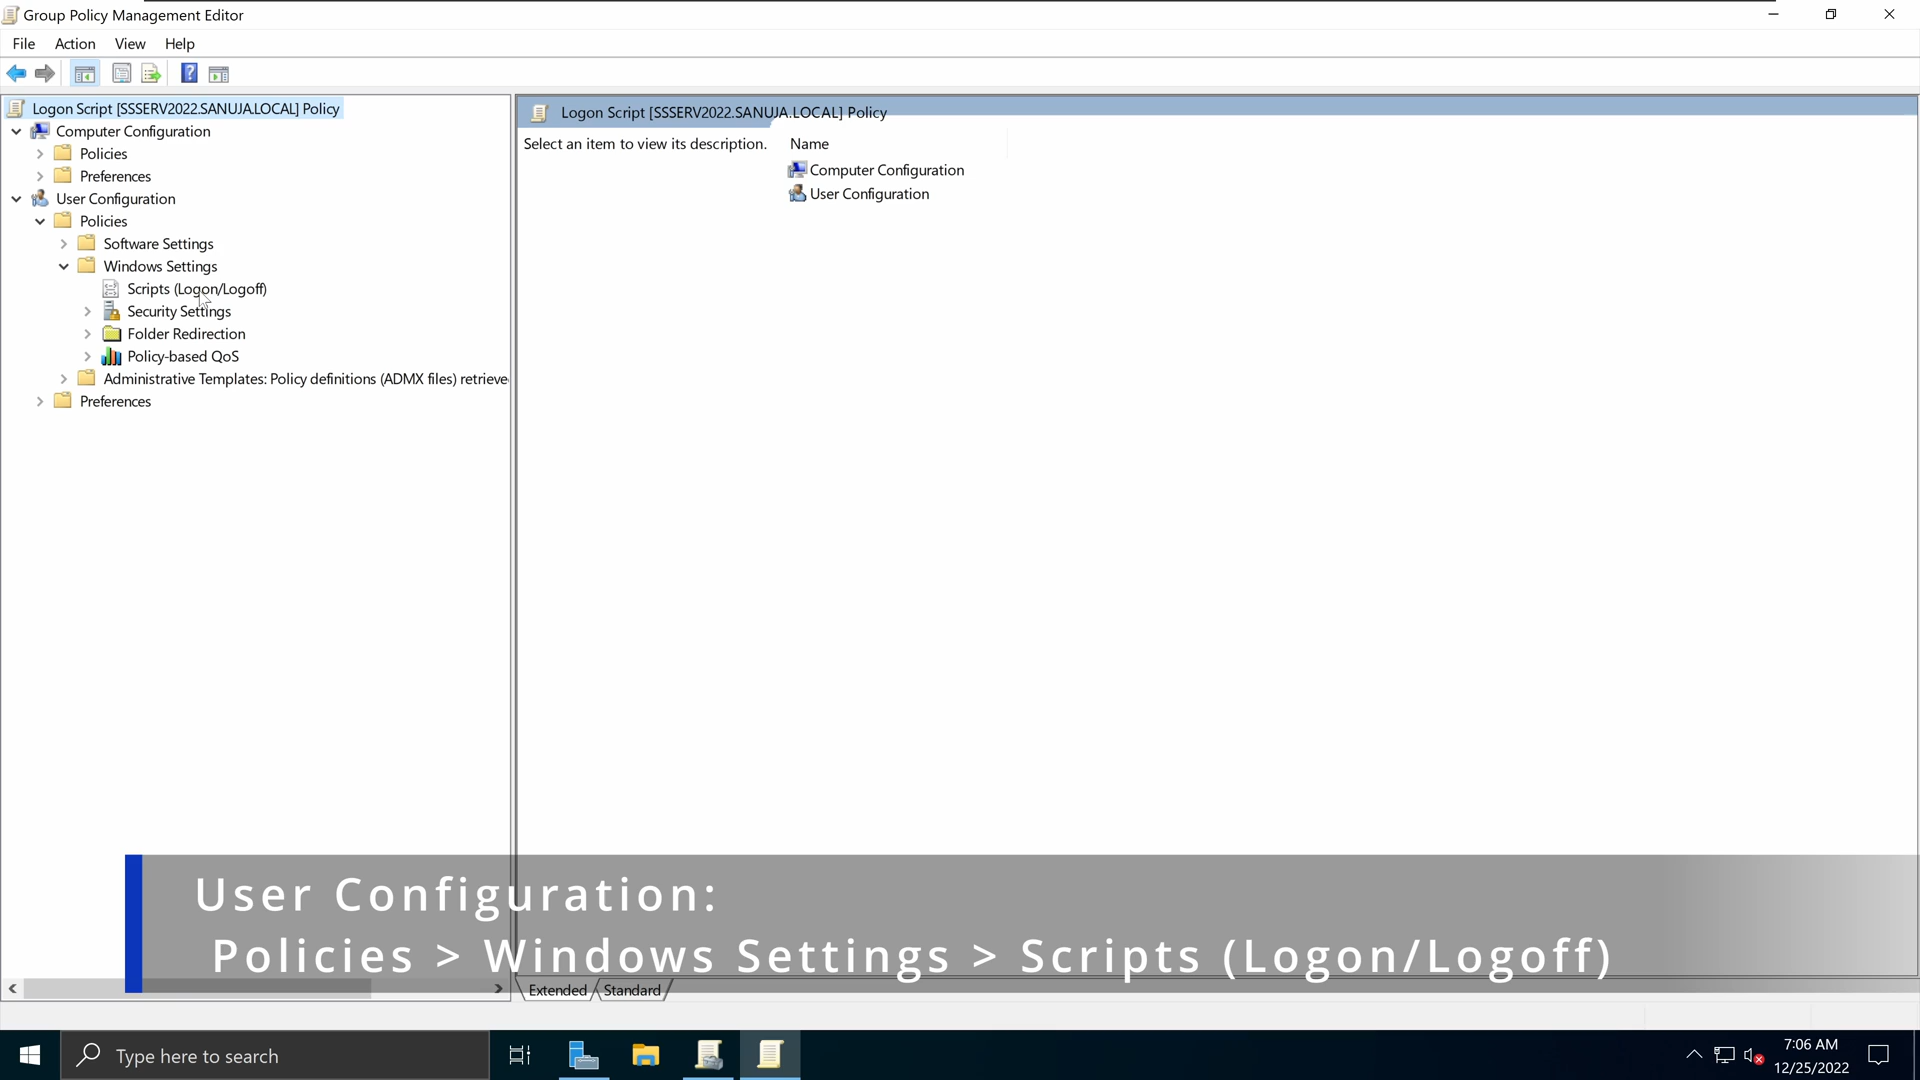 Group Policy Management Editor
File Action View Help
Logon Script [SSSERV2022.SANUJA.LOCAL] Policy
Computer Configuration
Policies
Preferences
User Configuration
Policies
Software Settings
Windows Settings
Scripts (Logon/Logoff)
Security Settings
Folder Redirection
Policy-based QoS
Administrative Templates: Policy definitions (ADMX files) retrieve
Preferences
Logon Script [SSSERV2022.SANUJA.LOCAL] Policy
Select an item to view its description.
Name
Computer Configuration
User Configuration
User Configuration:
Policies > Windows Settings > Scripts (Logon/Logoff)
Extended Standard
Type here to search
7:06 AM
12/25/2022